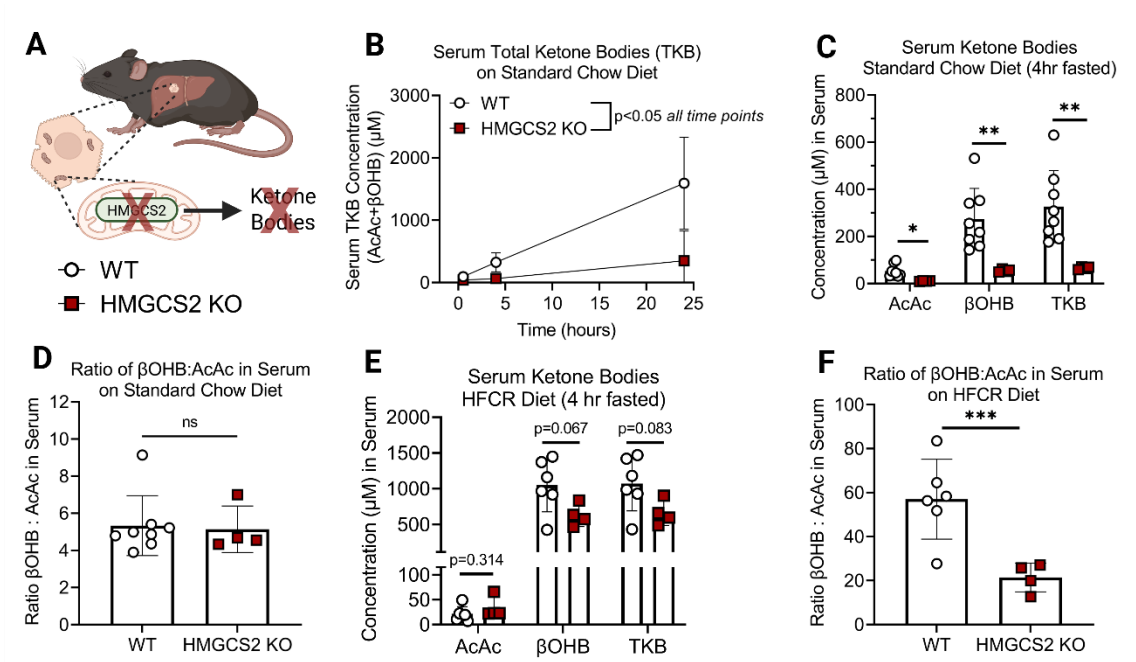 A
HMGCS2
Ketone
Bodies
WT
HMGCS2 KO
B
Serum Total Ketone Bodies (TKB)
on Standard Chow Diet
Serum TKB Concentration
(AcAc+βOHB) (μM)
3000
2000
1000
0
WT
HMGCS2 KO
p<0.05 all time points
0 5 10 15 20 25
Time (hours)
C
Serum Ketone Bodies
Standard Chow Diet (4hr fasted)
Concentration (μM) in Serum
800
600
400
200
0
*
**
**
AcAc βOHB TKB
D
Ratio of βOHB:AcAc in Serum
on Standard Chow Diet
Ratio βOHB : AcAc in Serum
12
10
8
6
4
2
0
ns
WT HMGCS2 KO
E
Serum Ketone Bodies
HFCR Diet (4 hr fasted)
Concentration (μM) in Serum
2000
1500
1000
500
100
50
0
p=0.314
p=0.067
p=0.083
AcAc βOHB TKB
F
Ratio of βOHB:AcAc in Serum
on HFCR Diet
Ratio βOHB : AcAc in Serum
100
80
60
40
20
0
***
WT HMGCS2 KO